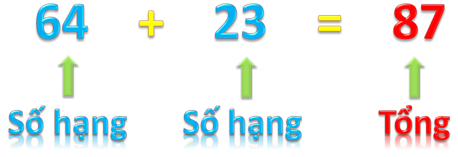 64 + 23 = 87
Số hạng Số hạng Tổng